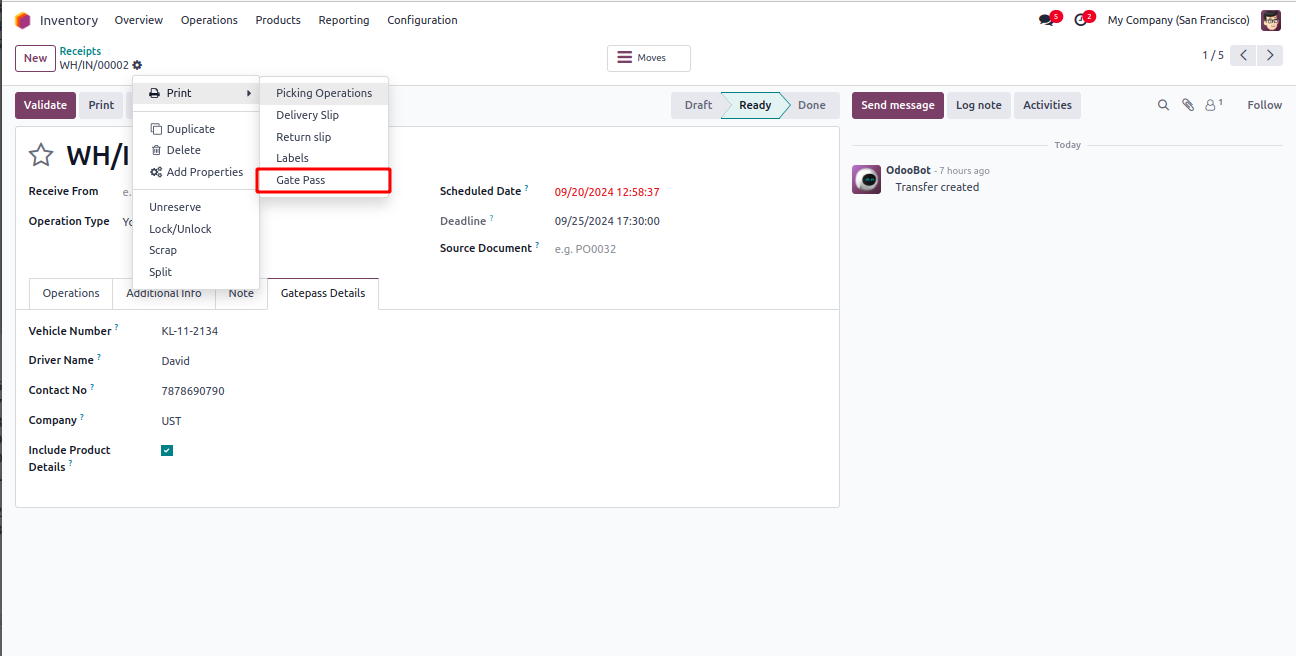 Inventory Overview Operations Products Reporting Configuration 5 2 My Company (San Francisco)
New Receipts
WH/IN/00002
Moves
1 / 5
Print
Duplicate
Delete
Add Properties
Unreserve
Lock/Unlock
Scrap
Split
Picking Operations
Delivery Slip
Return slip
Labels
Gate Pass
Validate Print
Draft Ready Done
Send message Log note Activities 1 Follow
WH/I
Receive From ? e.
Operation Type Yo
Scheduled Date ? 09/20/2024 12:58:37
Deadline ? 09/25/2024 17:30:00
Source Document ? e.g. PO0032
Today
OdooBot - 7 hours ago
Transfer created
Operations Additional Info Note Gatepass Details
Vehicle Number ? KL-11-2134
Driver Name ? David
Contact No ? 7878690790
Company ? UST
Include Product
Details ?